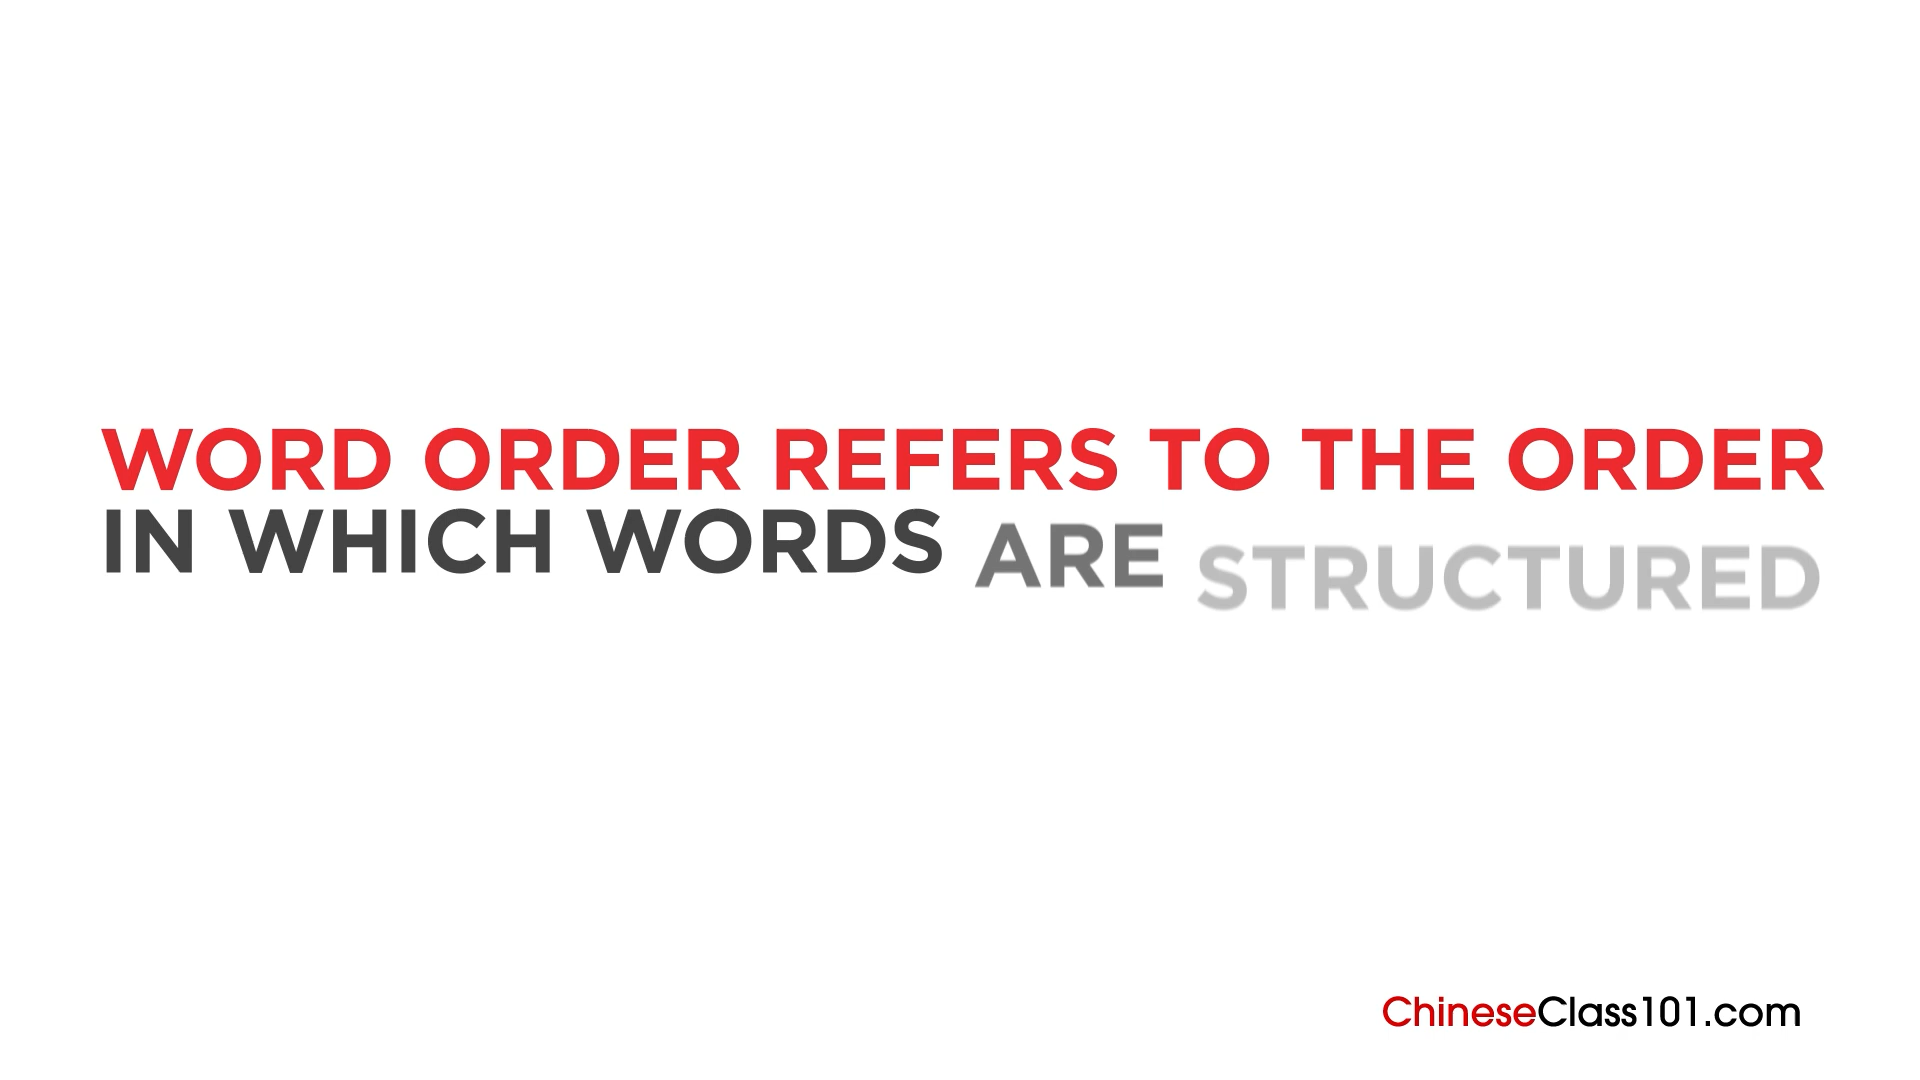 WORD ORDER REFERS TO THE ORDER
IN WHICH WORDS ARE STRUCTURED
ChineseClass101.com